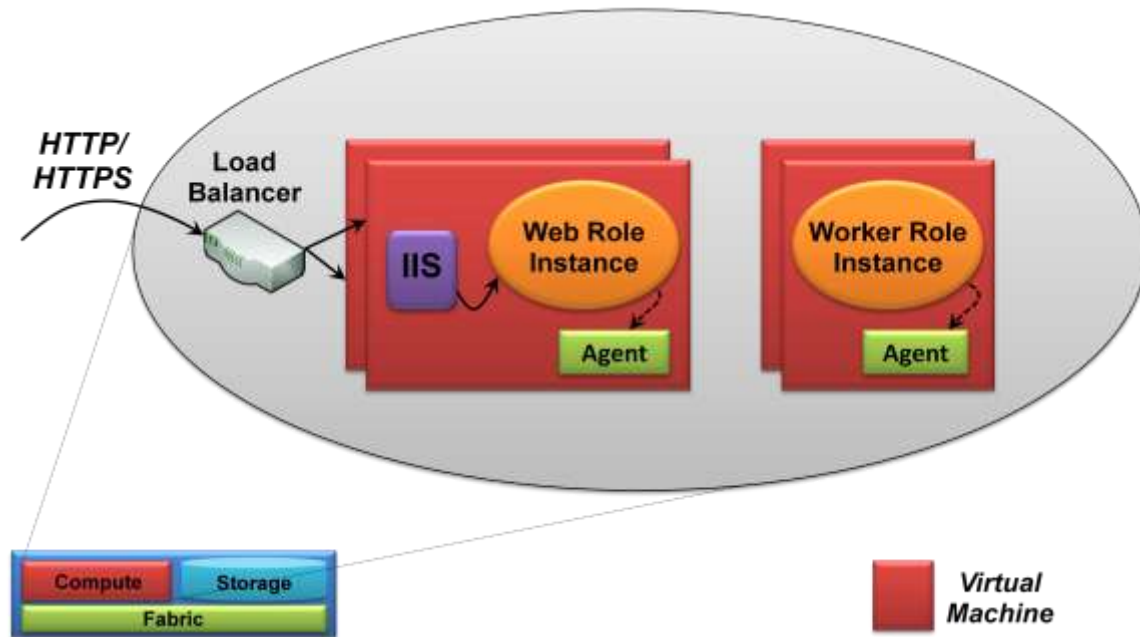 HTTP/
HTTPS
Load
Balancer
IIS
Web Role
Instance
Agent
Worker Role
Instance
Agent
Compute
Storage
Fabric
Virtual
Machine